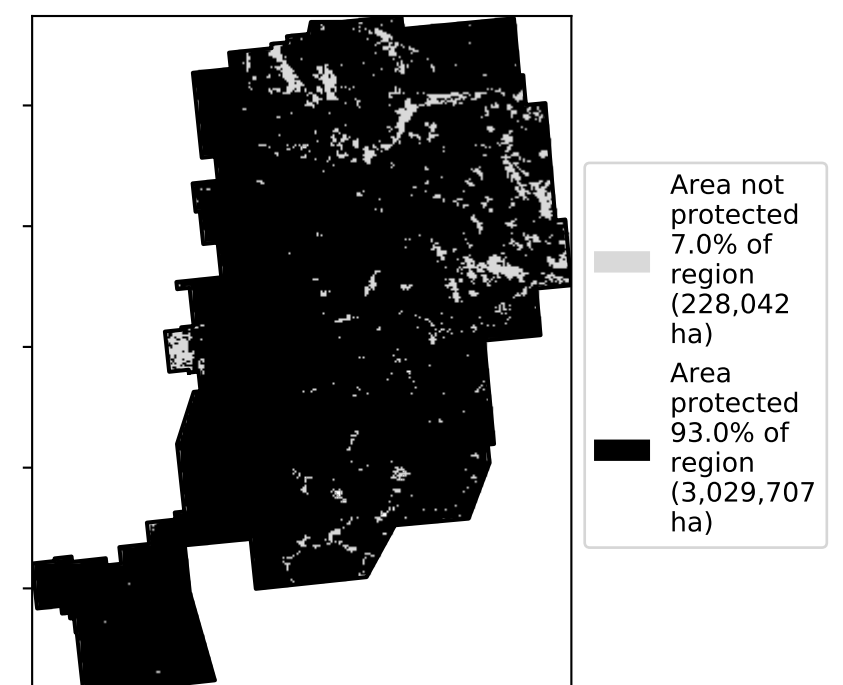 Area not
protected
7.0% of
region
(228,042
ha)
Area
protected
93.0% of
region
(3,029,707
ha)